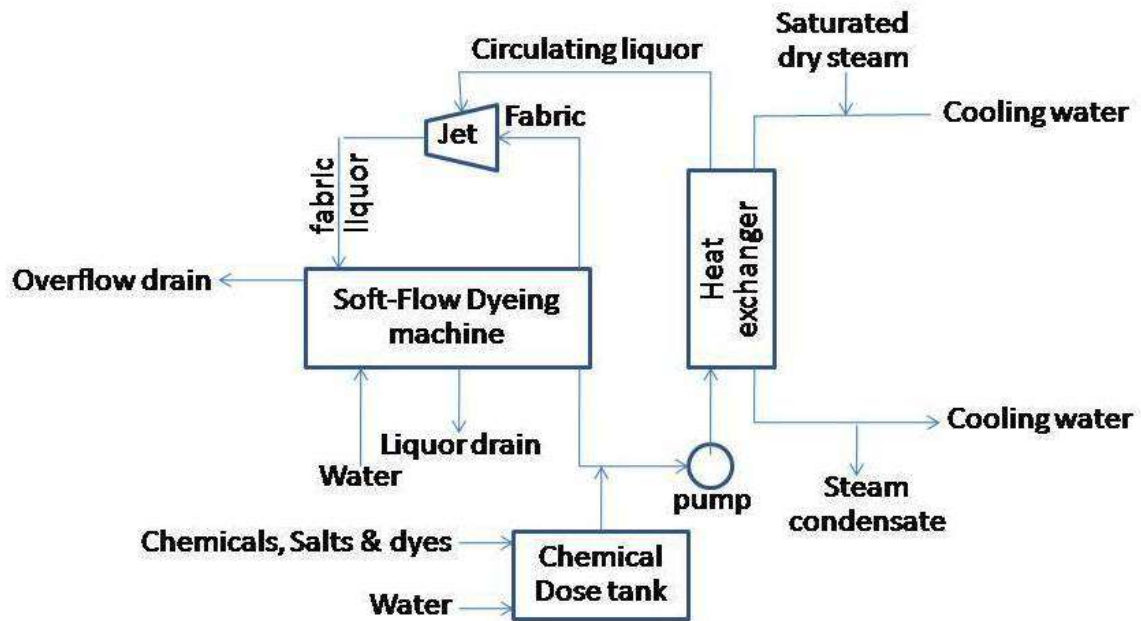 Saturated
dry steam
Circulating liquor
Cooling water
Fabric
Jet
fabric
liquor
Heat
exchanger
Overflow drain
Soft-Flow Dyeing
machine
Cooling water
Liquor drain
Water
pump
Steam
condensate
Chemicals, Salts & dyes
Chemical
Dose tank
Water